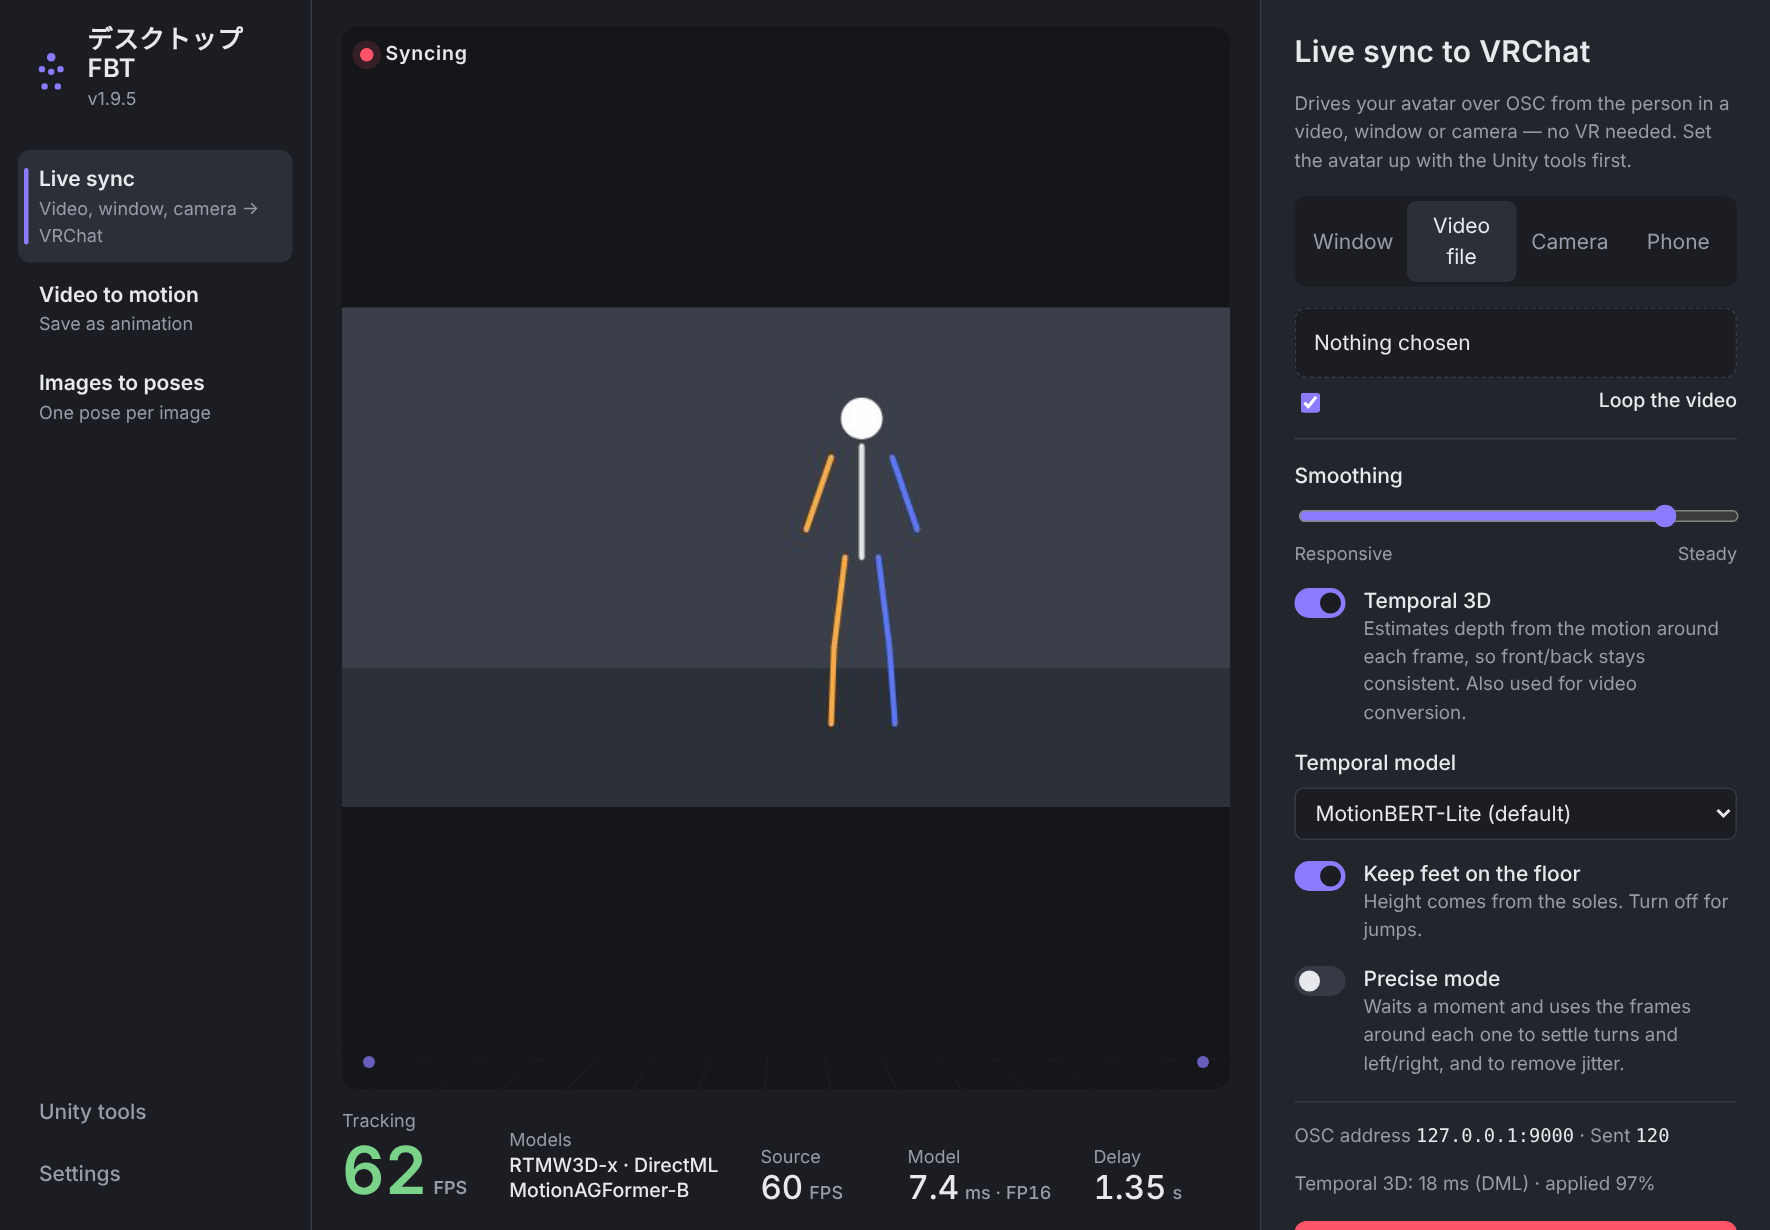 デスクトップ
FBT
v1.9.5
Live sync
Video, window, camera →
VRChat
Video to motion
Save as animation
Images to poses
One pose per image
Unity tools
Settings
Syncing
Tracking
62 FPS
Models
RTMW3D-x · DirectML
MotionAGFormer-B
Source
60 FPS
Model
7.4 ms · FP16
Delay
1.35 s
Live sync to VRChat
Drives your avatar over OSC from the person in a
video, window or camera — no VR needed. Set
the avatar up with the Unity tools first.
Window
Video
file
Camera
Phone
Nothing chosen
Loop the video
Smoothing
Responsive
Steady
Temporal 3D
Estimates depth from the motion around
each frame, so front/back stays
consistent. Also used for video
conversion.
Temporal model
MotionBERT-Lite (default)
Keep feet on the floor
Height comes from the soles. Turn off for
jumps.
Precise mode
Waits a moment and uses the frames
around each one to settle turns and
left/right, and to remove jitter.
OSC address 127.0.0.1:9000 · Sent 120
Temporal 3D: 18 ms (DML) · applied 97%